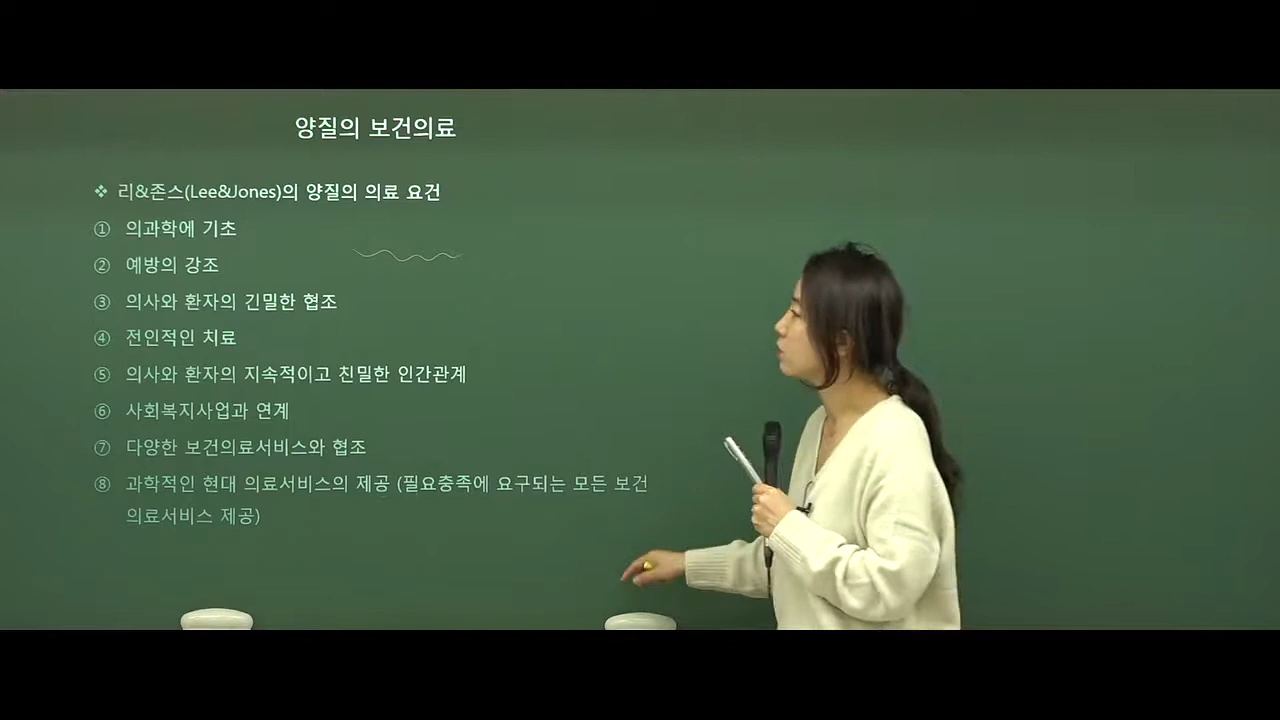 양질의 보건의료
❖ 리&존스(Lee&Jones)의 양질의 의료 요건
① 의과학에 기초
② 예방의 강조
③ 의사와 환자의 긴밀한 협조
④ 전인적인 치료
⑤ 의사와 환자의 지속적이고 친밀한 인간관계
⑥ 사회복지사업과 연계
⑦ 다양한 보건의료서비스와 협조
⑧ 과학적인 현대 의료서비스의 제공 (필요충족에 요구되는 모든 보건
의료서비스 제공)